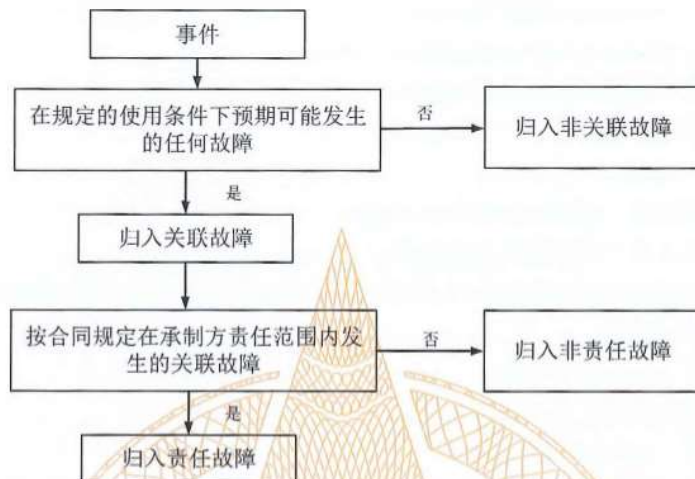 事件
在规定的使用条件下预期可能发生
的任何故障
否
归入非关联故障
是
归入关联故障
按合同规定在承制方责任范围内发
生的关联故障
否
归入非责任故障
是
归入责任故障